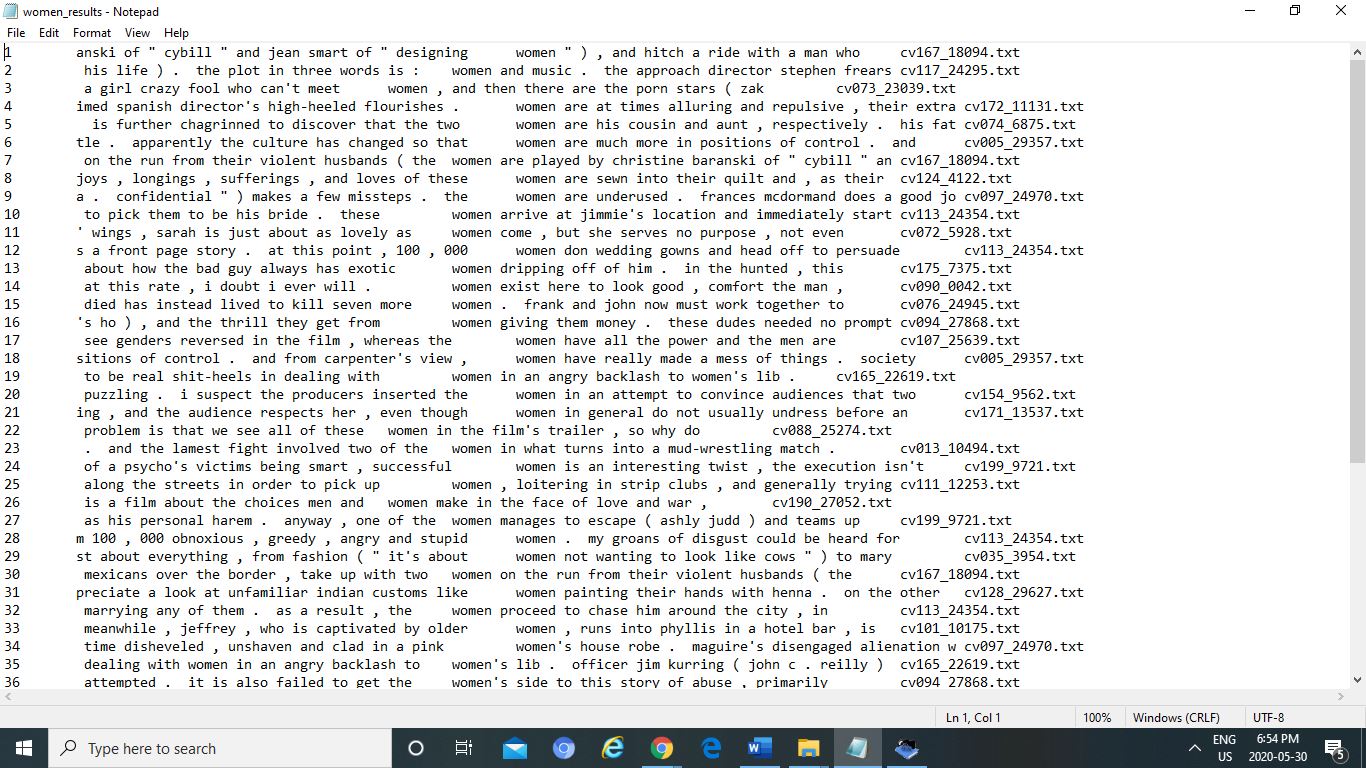 women_results - Notepad
File Edit Format View Help
1 anski of " cybill " and jean smart of " designing women " ) , and hitch a ride with a man who cv167_18094.txt
2 his life ) . the plot in three words is : women and music . the approach director stephen frears cv117_24295.txt
3 a girl crazy fool who can't meet women , and then there are the porn stars ( zak cv073_23039.txt
4 imed spanish director's high-heeled flourishes . women are at times alluring and repulsive , their extra cv172_11131.txt
5 is further chagrinned to discover that the two women are his cousin and aunt , respectively . his fat cv074_6875.txt
6 tle . apparently the culture has changed so that women are much more in positions of control . and cv005_29357.txt
7 on the run from their violent husbands ( the women are played by christine baranski of " cybill " an cv167_18094.txt
8 joys , longings , sufferings , and loves of these women are sewn into their quilt and , as their cv124_4122.txt
9 a . confidential " ) makes a few missteps . the women are underused . frances mcdormand does a good jo cv097_24970.txt
10 to pick them to be his bride . these women arrive at jimmie's location and immediately start cv113_24354.txt
11 ' wings , sarah is just about as lovely as women come , but she serves no purpose , not even cv072_5928.txt
12 s a front page story . at this point , 100 , 000 women don wedding gowns and head off to persuade cv113_24354.txt
13 about how the bad guy always has exotic women dripping off of him . in the hunted , this cv175_7375.txt
14 at this rate , i doubt i ever will . women exist here to look good , comfort the man , cv090_0042.txt
15 died has instead lived to kill seven more women . frank and john now must work together to cv076_24945.txt
16 's ho ) , and the thrill they get from women giving them money . these dudes needed no prompt cv094_27868.txt
17 see genders reversed in the film , whereas the women have all the power and the men are cv107_25639.txt
18 sitions of control . and from carpenter's view , women have really made a mess of things . society cv005_29357.txt
19 to be real shit-heels in dealing with women in an angry backlash to women's lib . cv165_22619.txt
20 puzzling . i suspect the producers inserted the women in an attempt to convince audiences that two cv154_9562.txt
21 ing , and the audience respects her , even though women in general do not usually undress before an cv171_13537.txt
22 problem is that we see all of these women in the film's trailer , so why do cv088_25274.txt
23 . and the lamest fight involved two of the women in what turns into a mud-wrestling match . cv013_10494.txt
24 of a psycho's victims being smart , successful women is an interesting twist , the execution isn't cv199_9721.txt
25 along the streets in order to pick up women , loitering in strip clubs , and generally trying cv111_12253.txt
26 is a film about the choices men and women make in the face of love and war , cv190_27052.txt
27 as his personal harem . anyway , one of the women manages to escape ( ashly judd ) and teams up cv199_9721.txt
28 m 100 , 000 obnoxious , greedy , angry and stupid women . my groans of disgust could be heard for cv113_24354.txt
29 st about everything , from fashion ( " it's about women not wanting to look like cows " ) to mary cv035_3954.txt
30 mexicans over the border , take up with two women on the run from their violent husbands ( the cv167_18094.txt
31 preciate a look at unfamiliar indian customs like women painting their hands with henna . on the other cv128_29627.txt
32 marrying any of them . as a result , the women proceed to chase him around the city , in cv113_24354.txt
33 meanwhile , jeffrey , who is captivated by older women , runs into phyllis in a hotel bar , is cv101_10175.txt
34 time disheveled , unshaven and clad in a pink women's house robe . maguire's disengaged alienation w cv097_24970.txt
35 dealing with women in an angry backlash to women's lib . officer jim kurring ( john c . reilly ) cv165_22619.txt
36 attempted . it is also failed to get the women's side to this story of abuse , primarily cv094_27868.txt
Ln 1, Col 1 100% Windows (CRLF) UTF-8
Type here to search
ENG 6:54 PM
US 2020-05-30
5